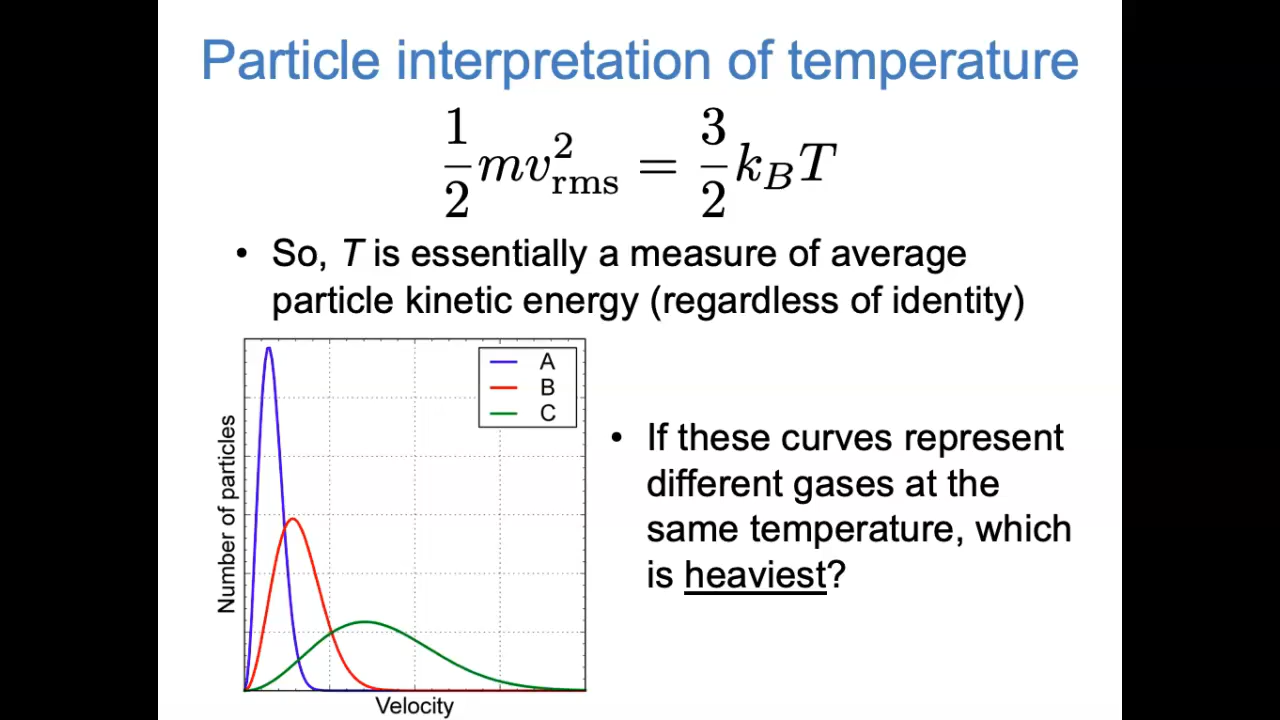 Particle interpretation of temperature
1/2 mv²rms = 3/2 kBT
• So, T is essentially a measure of average
particle kinetic energy (regardless of identity)
A
B
C
Number of particles
Velocity
• If these curves represent
different gases at the
same temperature, which
is heaviest?